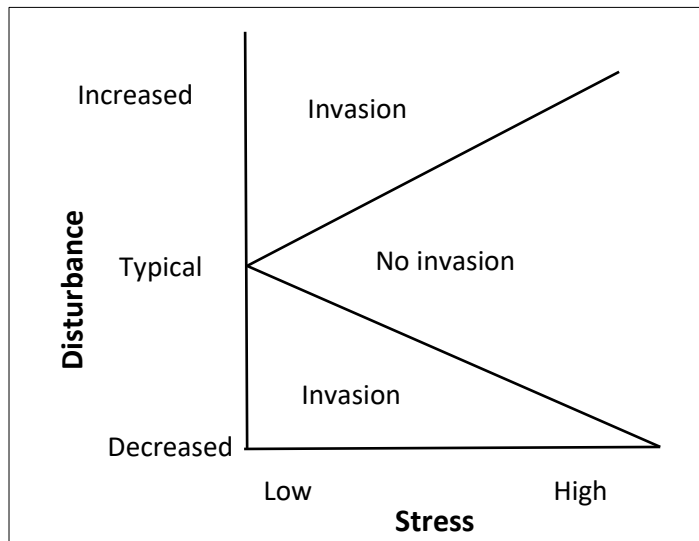 Increased
Invasion
Disturbance
Typical
No invasion
Invasion
Decreased
Low
High
Stress